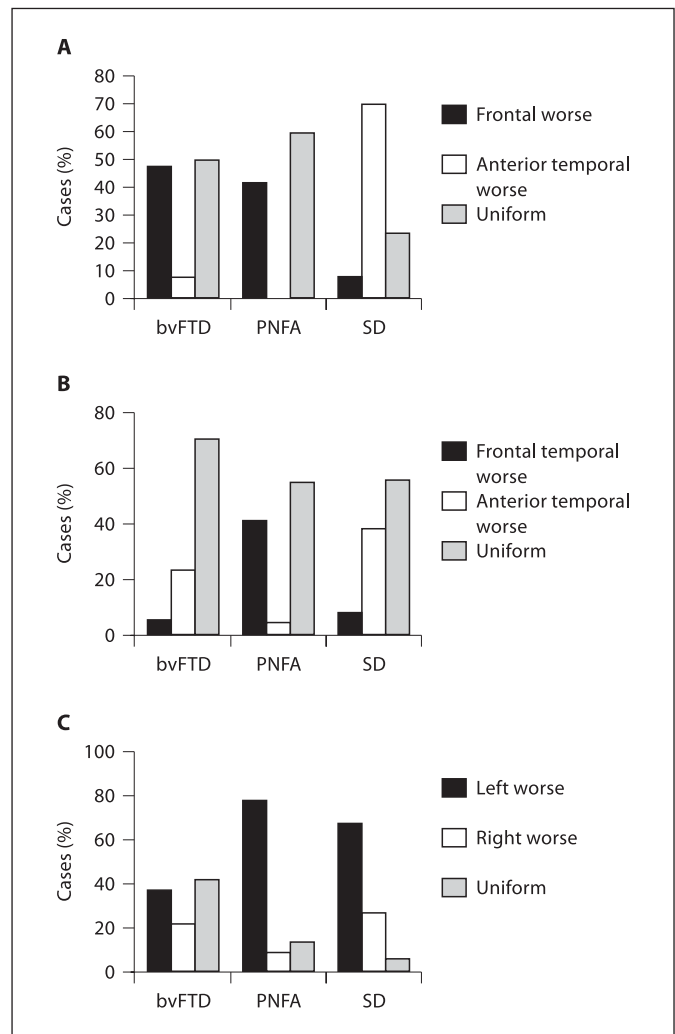 A
80
70
60
50
40
30
20
10
0
Cases (%)
bvFTD PNFA SD
Frontal worse
Anterior temporal
worse
Uniform
B
80
60
40
20
0
Cases (%)
bvFTD PNFA SD
Frontal temporal
worse
Anterior temporal
worse
Uniform
C
100
80
60
40
20
0
Cases (%)
bvFTD PNFA SD
Left worse
Right worse
Uniform